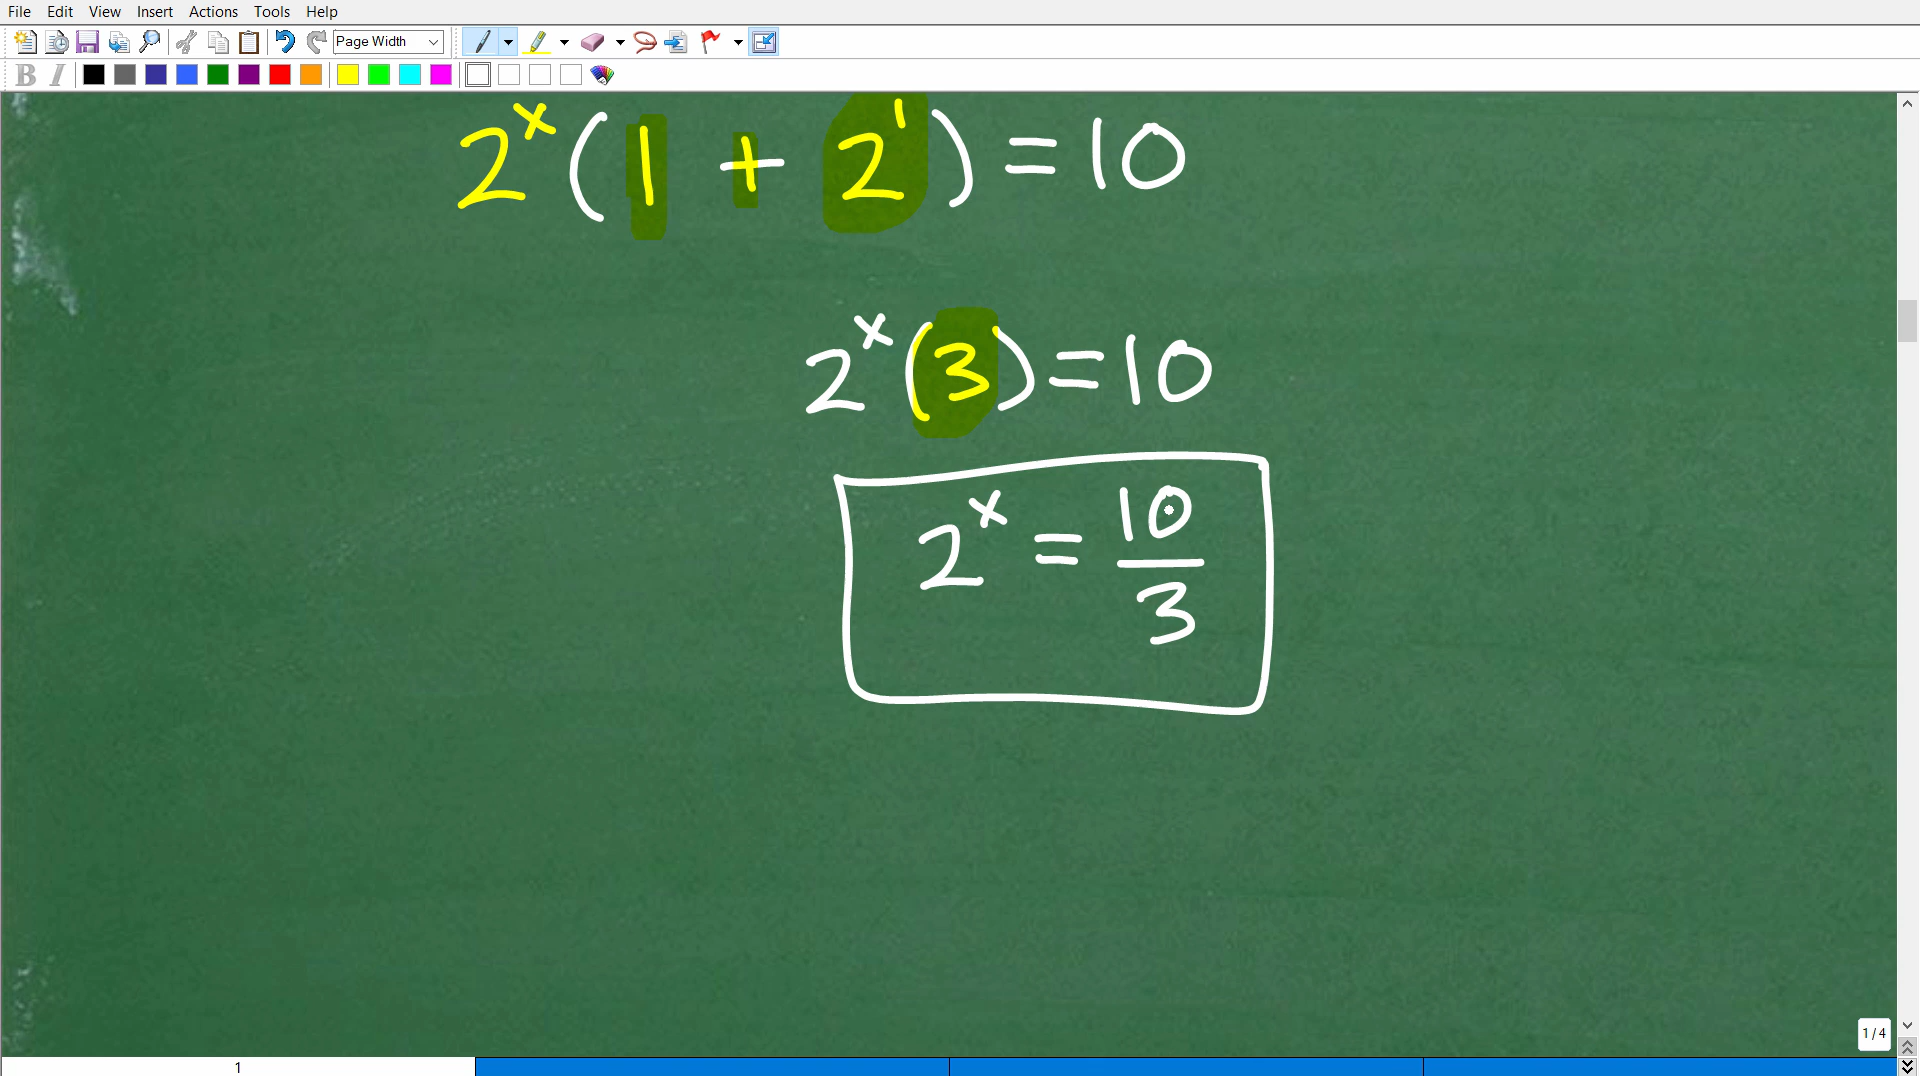 File Edit View Insert Actions Tools Help
Page Width
B I
2^x (1 + 2^1) = 10
2^x (3) = 10
2^x = 10/3
1 / 4
1